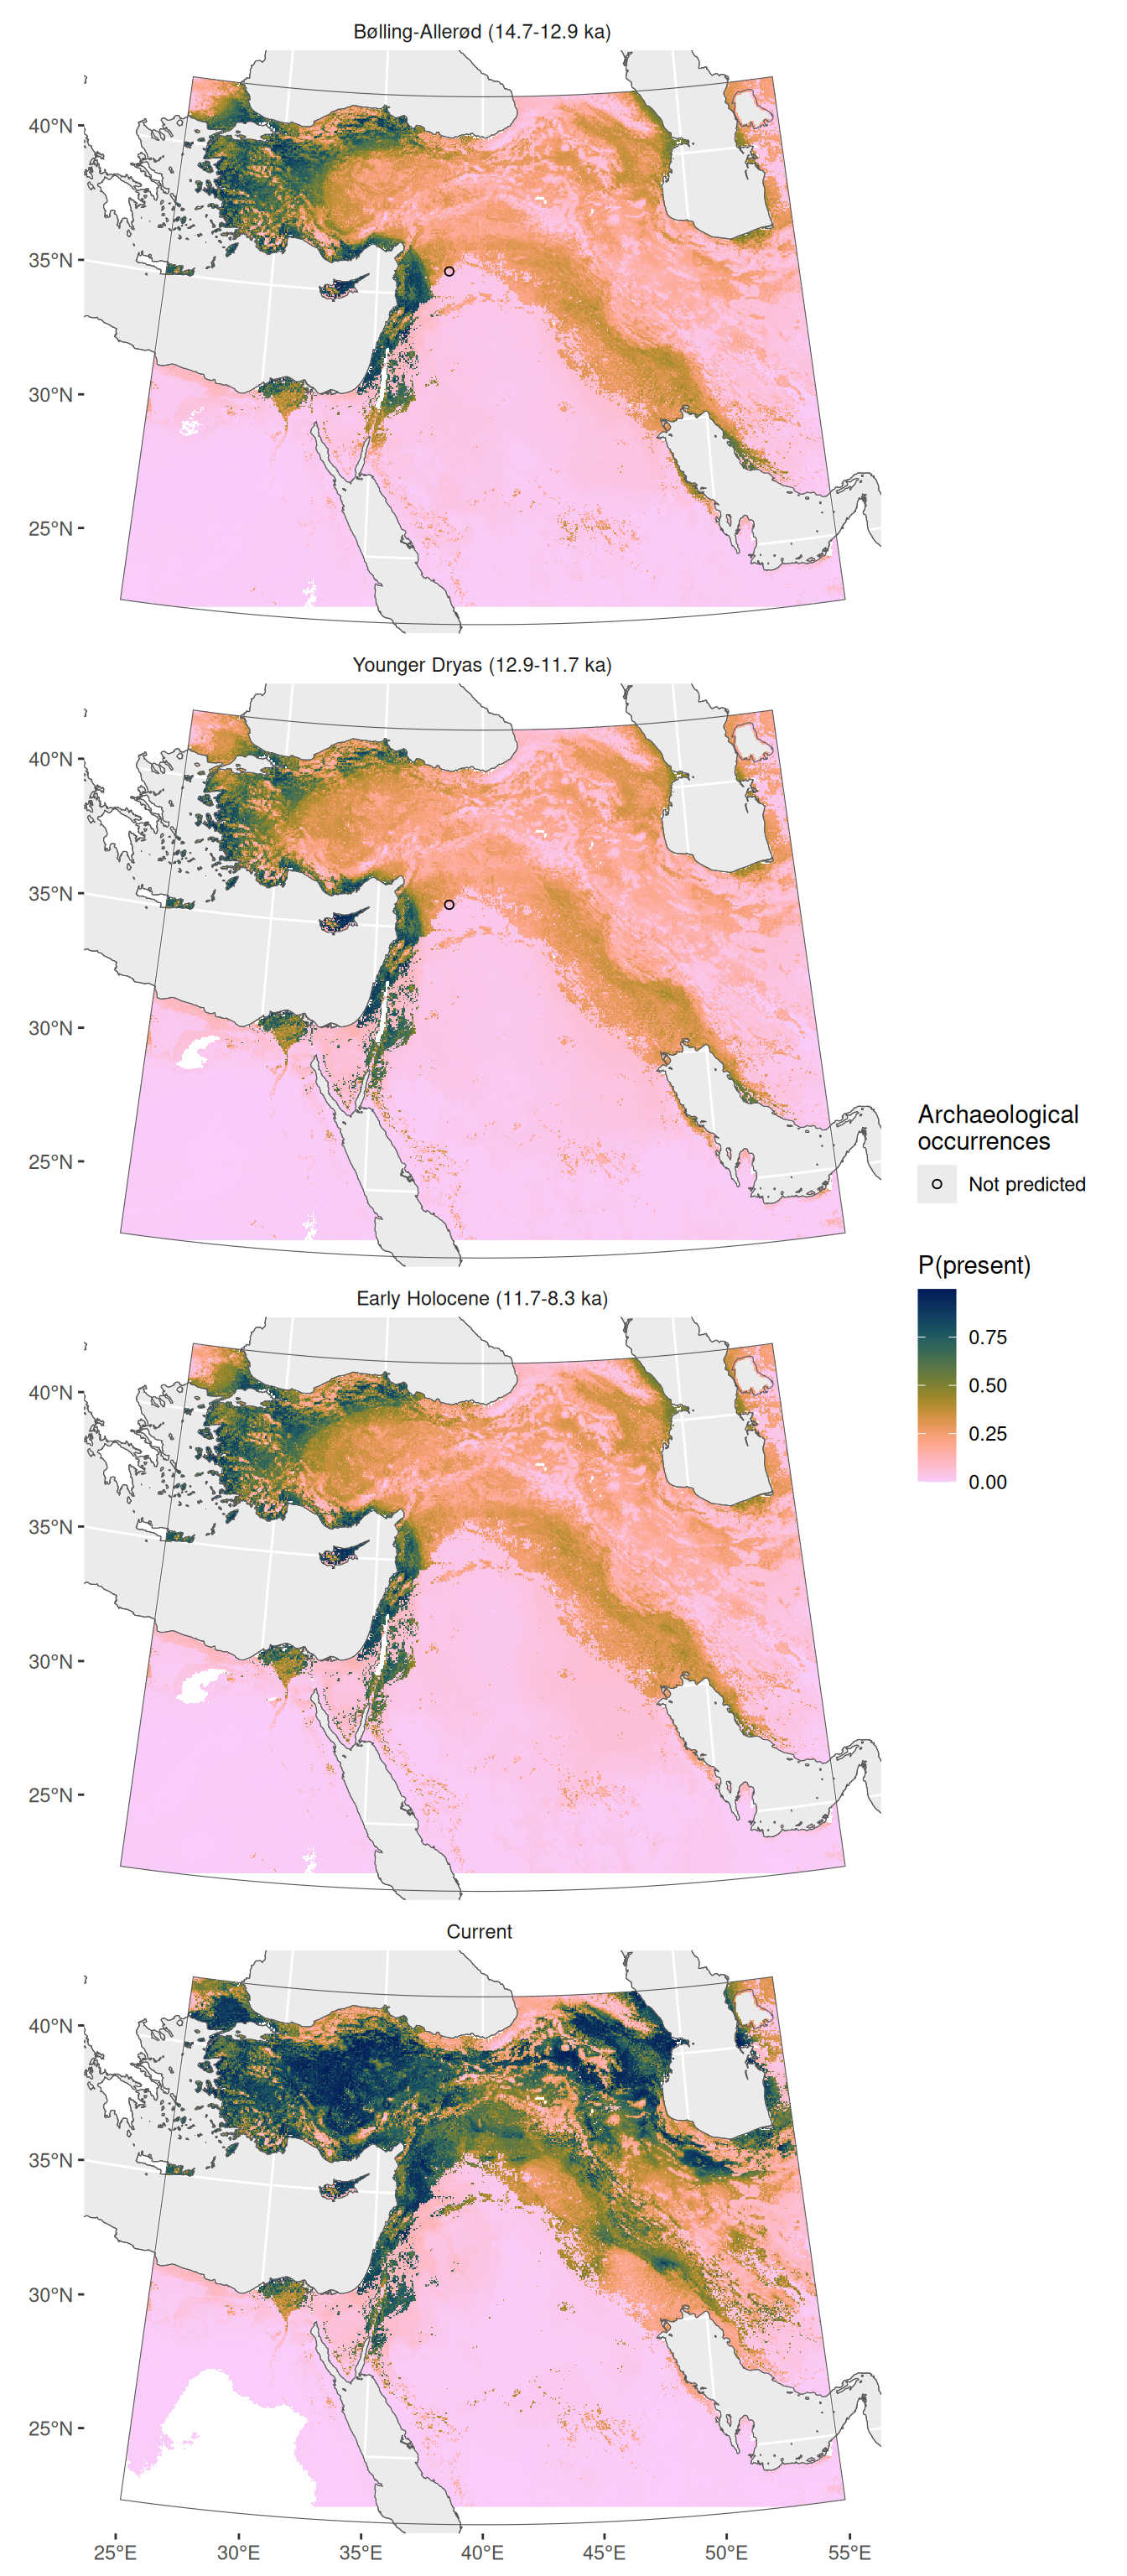 Bølling-Allerød (14.7-12.9 ka)
40°N
35°N
30°N
25°N
Younger Dryas (12.9-11.7 ka)
40°N
35°N
30°N
25°N
Archaeological
occurrences
Not predicted
P(present)
0.75
0.50
0.25
0.00
Early Holocene (11.7-8.3 ka)
40°N
35°N
30°N
25°N
Current
40°N
35°N
30°N
25°N
25°E 30°E 35°E 40°E 45°E 50°E 55°E